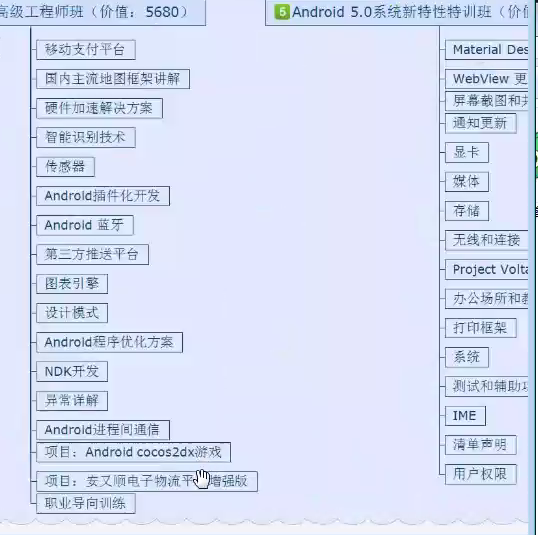 高级工程师班（价值：5680）
移动支付平台
国内主流地图框架讲解
硬件加速解决方案
智能识别技术
传感器
Android插件化开发
Android 蓝牙
第三方推送平台
图表引擎
设计模式
Android程序优化方案
NDK开发
异常详解
Android进程间通信
项目：Android cocos2dx游戏
项目：安又顺电子物流平 增强版
职业导向训练
5 Android 5.0系统新特性特训班（价
Material Des
WebView 更
屏幕截图和共
通知更新
显卡
媒体
存储
无线和连接
Project Volta
办公场所和教
打印框架
系统
测试和辅助功
IME
清单声明
用户权限